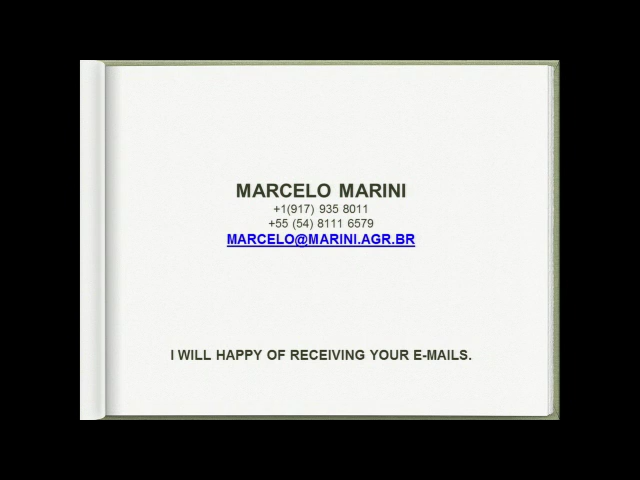 MARCELO MARINI
+1(917) 935 8011
+55 (54) 8111 6579
MARCELO@MARINI.AGR.BR
I WILL HAPPY OF RECEIVING YOUR E-MAILS.